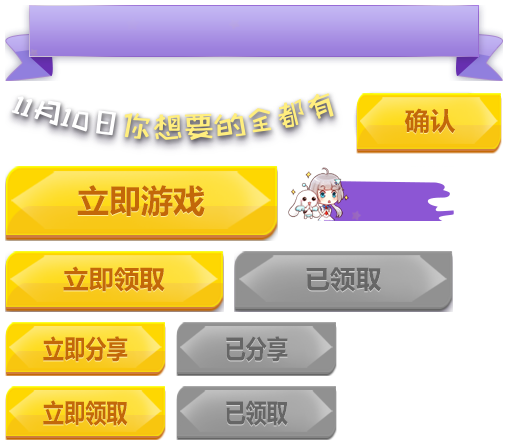 11月10日 你想要的全都有
确认
立即游戏
立即领取
已领取
立即分享
已分享
立即领取
已领取